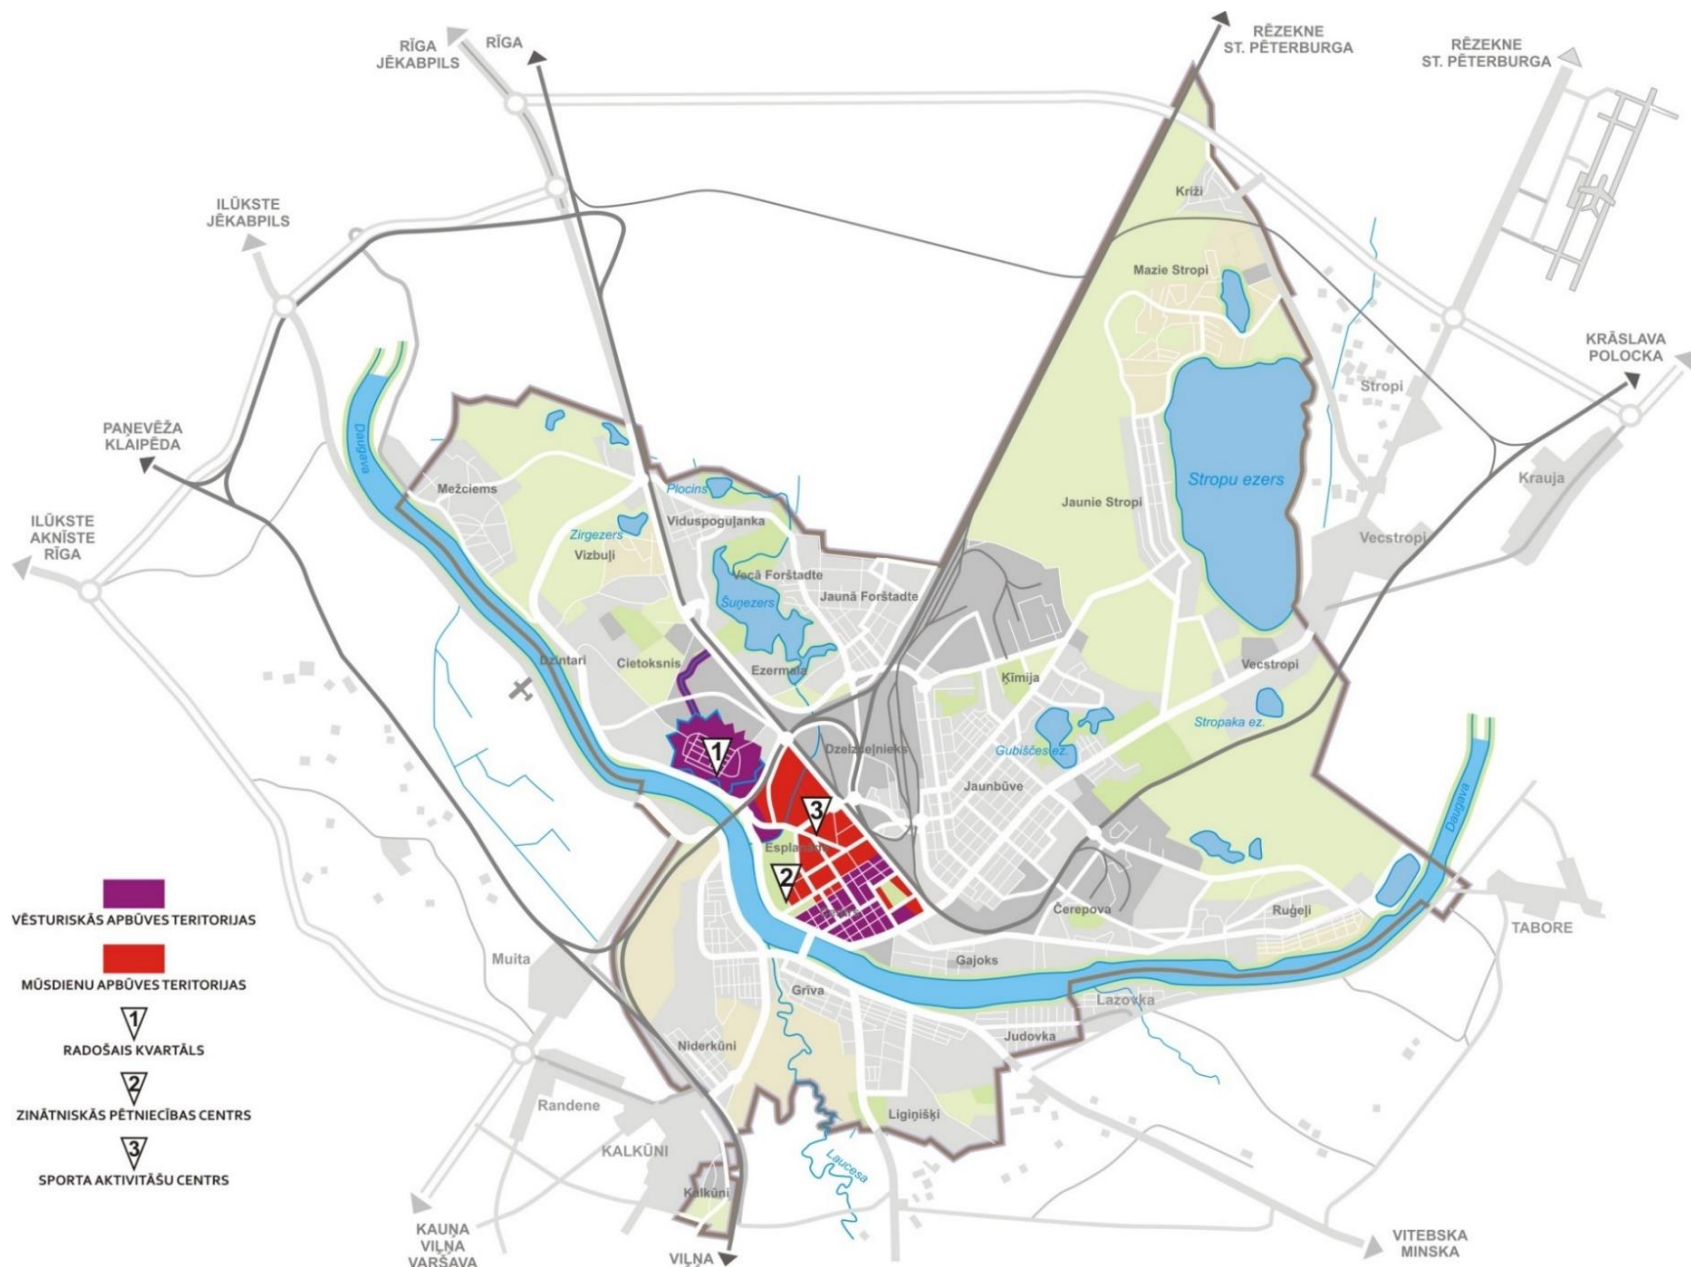 RĒZEKNE
ST. PĒTERBURGA
RĒZEKNE
ST. PĒTERBURGA
RĪGA
JĒKABPILS
RĪGA
ILŪKSTE
JĒKABPILS
Križi
Mazie Stropi
KRĀSLAVA
POLOCKA
Stropi
Daugava
PAŅEVĒŽA
KLAIPĒDA
Mežciems
Plocins
Viduspoguļanka
Zirgezers
Vizbuļi
Jaunie Stropi
Stropu ezers
Krauja
Vecstropi
ILŪKSTE
AKNĪSTE
RĪGA
Vecā Forštadte
Jaunā Forštadte
Šuņezers
Dzintari
Cietoksnis
Ezermala
Ķīmija
Vecstropi
Stropaka ez.
Gubiščes ez.
Dzelzceļnieks
1
Jaunbūve
3
Esplanāde
2
Daugava
Čerepova
Ruģeļi
TABORE
Gajoks
Lazovka
Muita
Grīva
Judovka
Niderkūni
Randene
Ligiņišķi
KALKŪNI
Laucesa
Kalkūni
KAUŅA
VIĻŅA
VARŠAVA
VIĻŅA
VITEBSKA
MINSKA
VĒSTURISKĀS APBŪVES TERITORIJAS
MŪSDIENU APBŪVES TERITORIJAS
1
RADOŠAIS KVARTĀLS
2
ZINĀTNISKĀS PĒTNIECĪBAS CENTRS
3
SPORTA AKTIVITĀŠU CENTRS